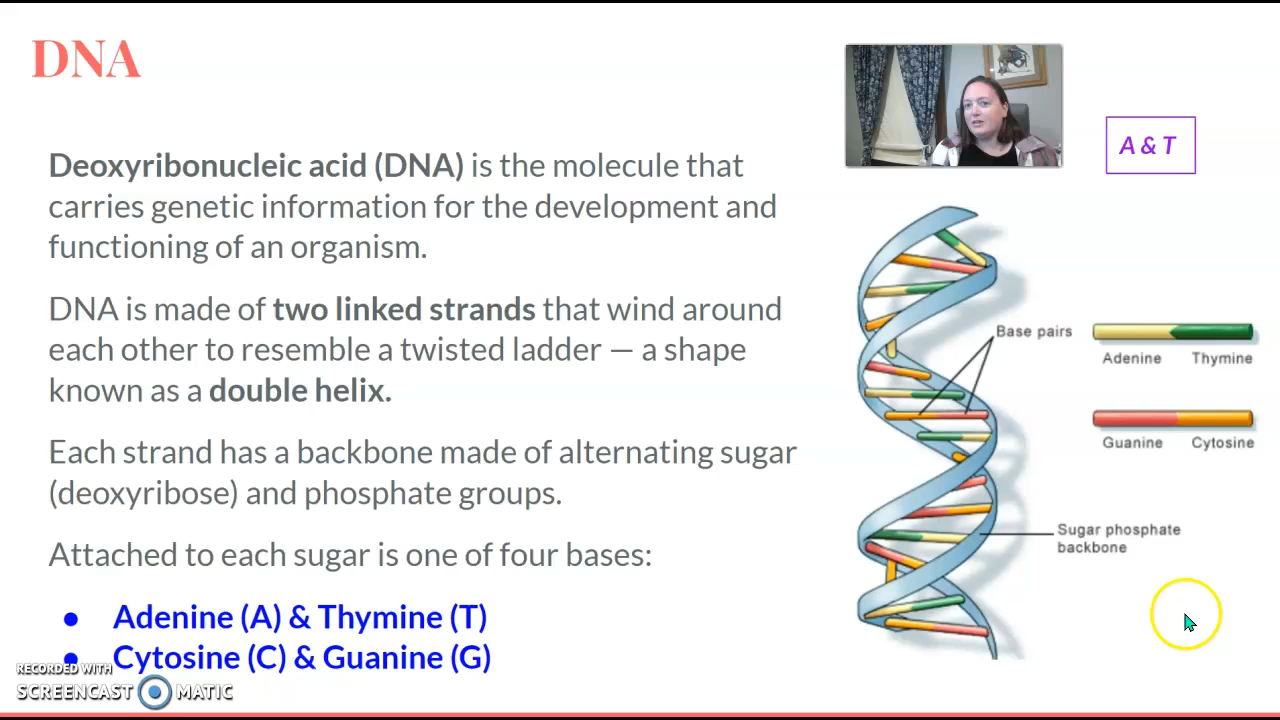 DNA
A & T
Deoxyribonucleic acid (DNA) is the molecule that
carries genetic information for the development and
functioning of an organism.
DNA is made of two linked strands that wind around
each other to resemble a twisted ladder — a shape
known as a double helix.
Each strand has a backbone made of alternating sugar
(deoxyribose) and phosphate groups.
Attached to each sugar is one of four bases:
● Adenine (A) & Thymine (T)
● Cytosine (C) & Guanine (G)
Base pairs
Adenine Thymine
Guanine Cytosine
Sugar phosphate
backbone
RECORDED WITH
SCREENCAST MATIC